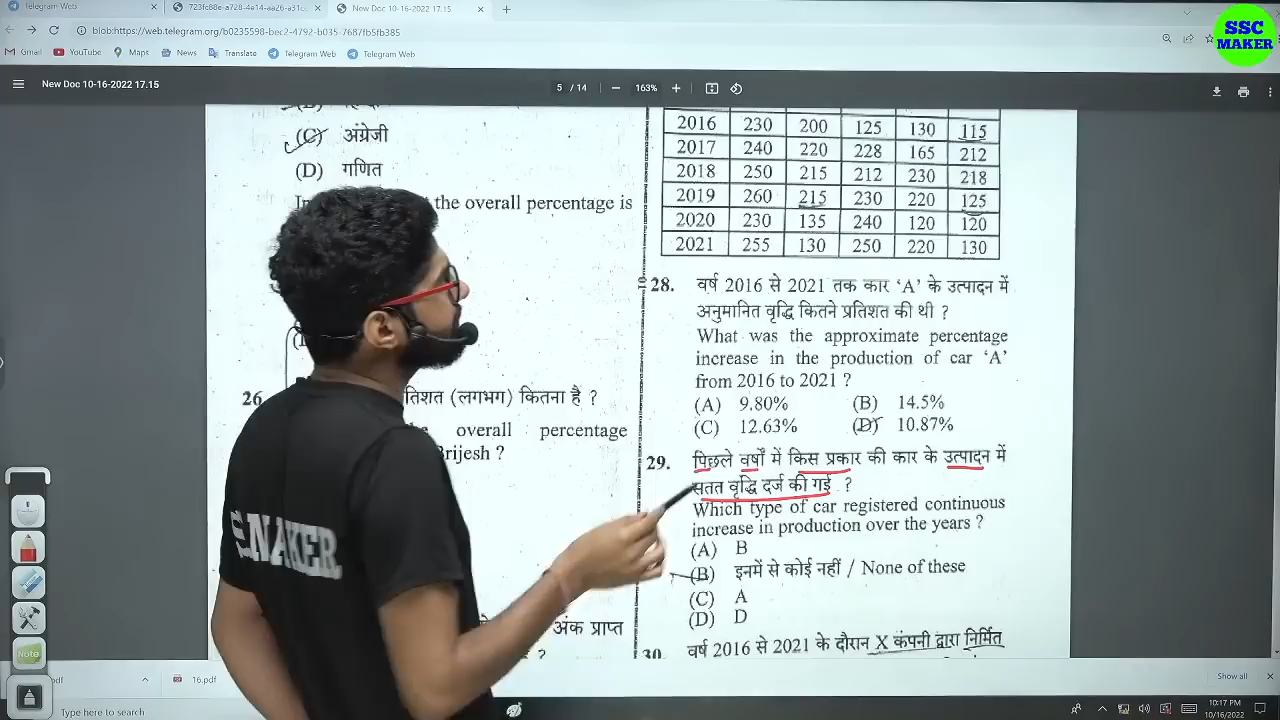 Telegram Web
723fc88e-a728-4e14-aa26-a31c
New Doc 10-16-2022 17.15
blob:https://web.telegram.org/b0235598-bec2-4792-b035-7687fb5fb385
Gmail
YouTube
Maps
News
Translate
Telegram Web
Telegram Web
SSC
MAKER
New Doc 10-16-2022 17.15
5 / 14
163%
(C) अंग्रेजी
(D) गणित
the overall percentage is
26
तिशत (लगभग) कितना है ?
overall percentage
Brijesh ?
अंक प्राप्त
2016 230 200 125 130 115
2017 240 220 228 165 212
2018 250 215 212 230 218
2019 260 215 230 220 125
2020 230 135 240 120 120
2021 255 130 250 220 130
28. वर्ष 2016 से 2021 तक कार ‘A’ के उत्पादन में
अनुमानित वृद्धि कितने प्रतिशत की थी ?
What was the approximate percentage
increase in the production of car ‘A’
from 2016 to 2021 ?
(A) 9.80% (B) 14.5%
(C) 12.63% (D) 10.87%
29. पिछले वर्षों में किस प्रकार की कार के उत्पादन में
सतत वृद्धि दर्ज की गई ?
Which type of car registered continuous
increase in production over the years ?
(A) B
(B) इनमें से कोई नहीं / None of these
(C) A
(D) D
30. वर्ष 2016 से 2021 के दौरान X कंपनी द्वारा निर्मित
Note
16.pdf
Show all
Type here to search
10:17 PM
10/16/2022